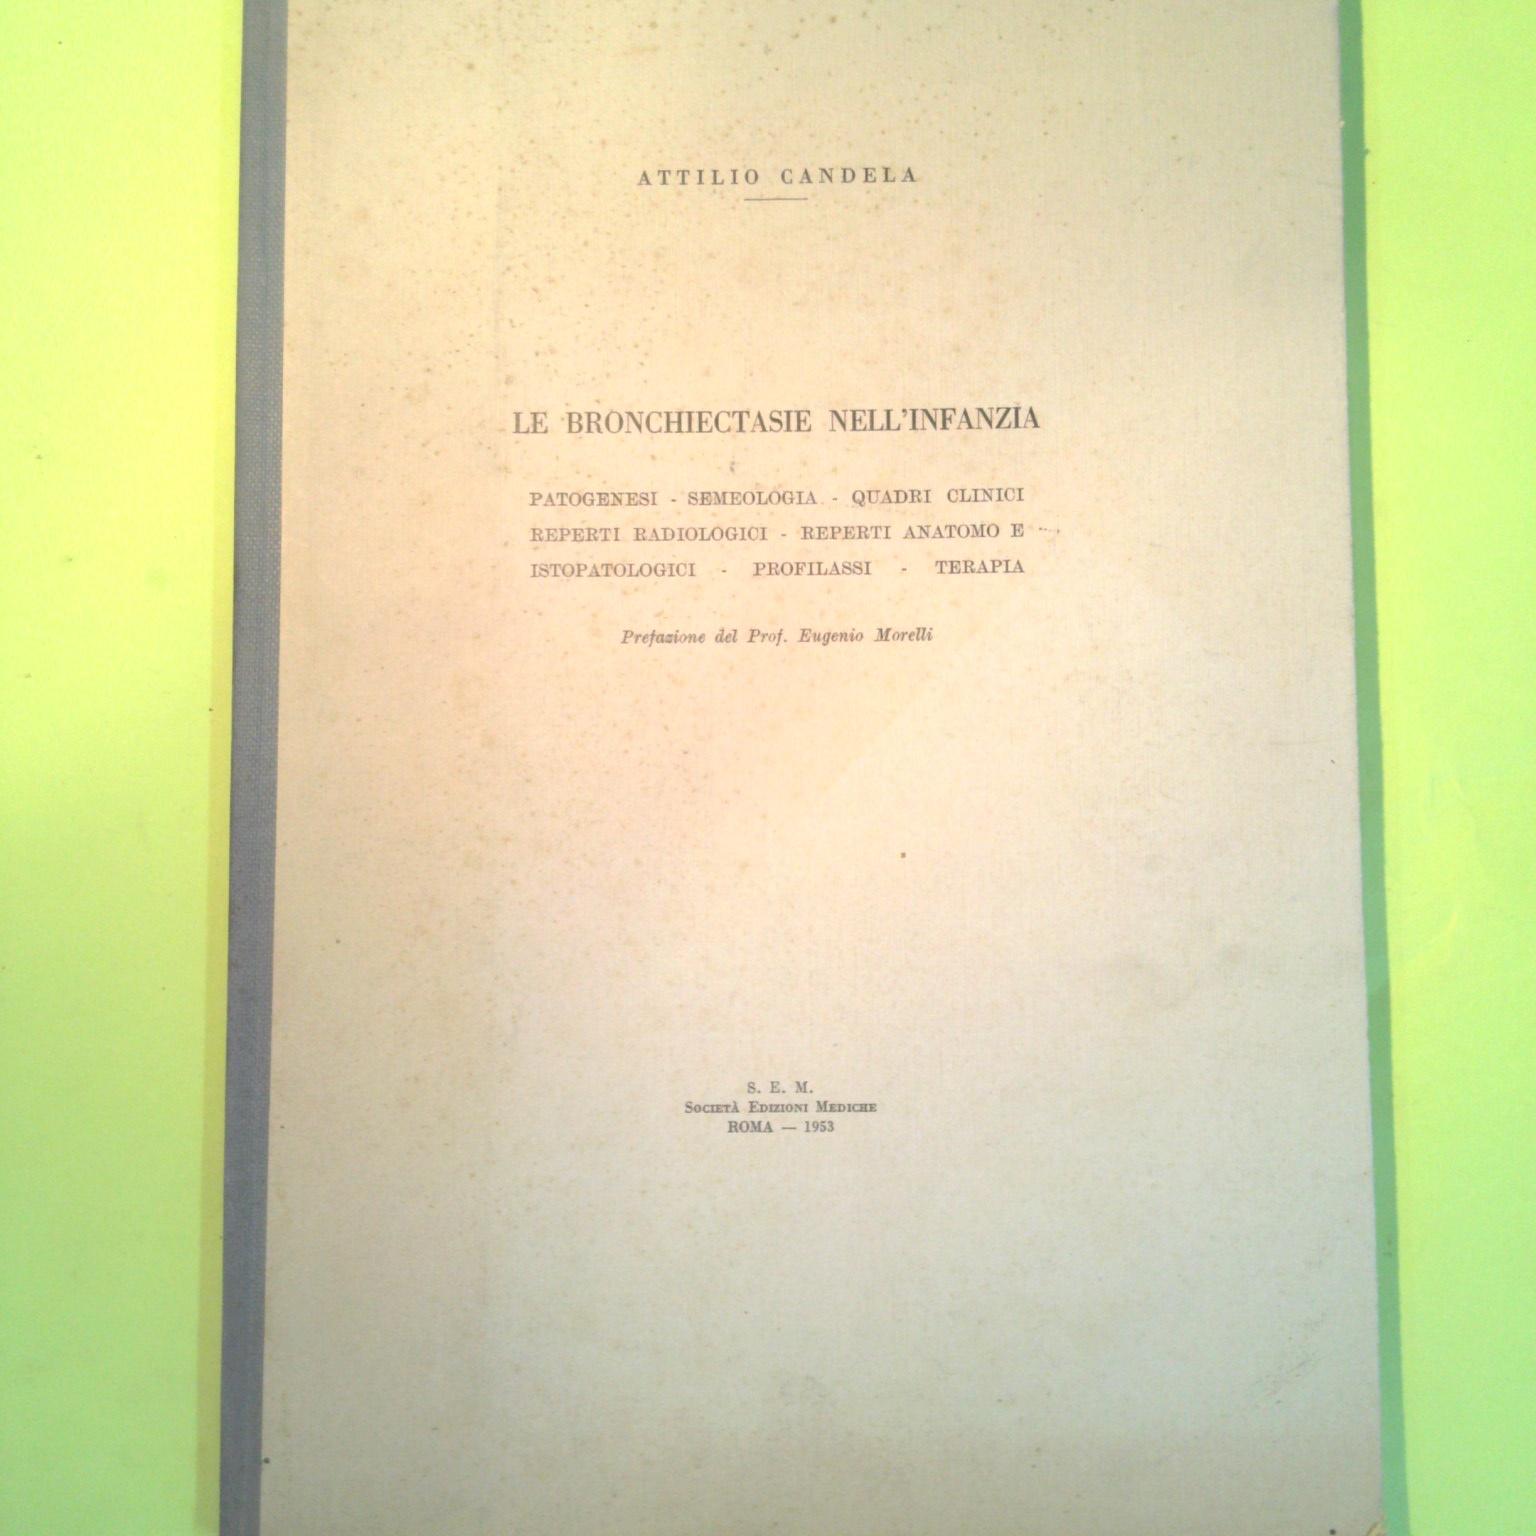 ATTILIO CANDELA
LE BRONCHIECTASIE NELL'INFANZIA
PATOGENESI - SEMEOLOGIA - QUADRI CLINICI
REPERTI RADIOLOGICI - REPERTI ANATOMO E
ISTOPATOLOGICI - PROFILASSI - TERAPIA
Prefazione del Prof. Eugenio Morelli
S. E. M.
SOCIETÀ EDIZIONI MEDICHE
ROMA — 1953